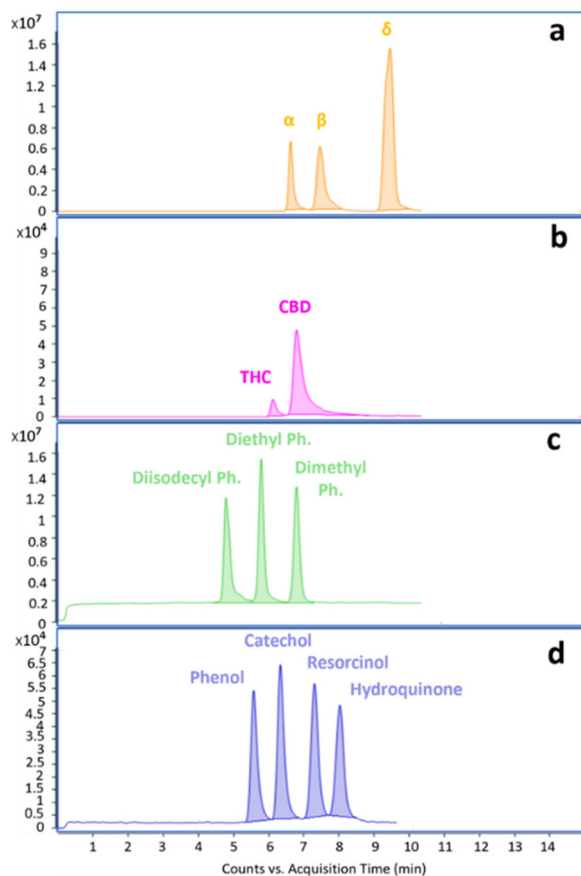 x10⁷
a
δ
1.6
1.4
α
β
1.2
1
0.8
0.6
0.4
0.2
0
x10⁴
b
9
8
7
CBD
6
5
4
THC
3
2
1
0
x10⁷
Diethyl Ph.
c
1.6
Diisodecyl Ph.
Dimethyl
Ph.
1.4
1.2
1
0.8
0.6
0.4
0.2
0
x10⁴
Catechol
d
6.5
6
Resorcinol
Phenol
Hydroquinone
5.5
5
4.5
4
3.5
3
2.5
2
1.5
1
0.5
0
1 2 3 4 5 6 7 8 9 10 11 12 13 14
Counts vs. Acquisition Time (min)